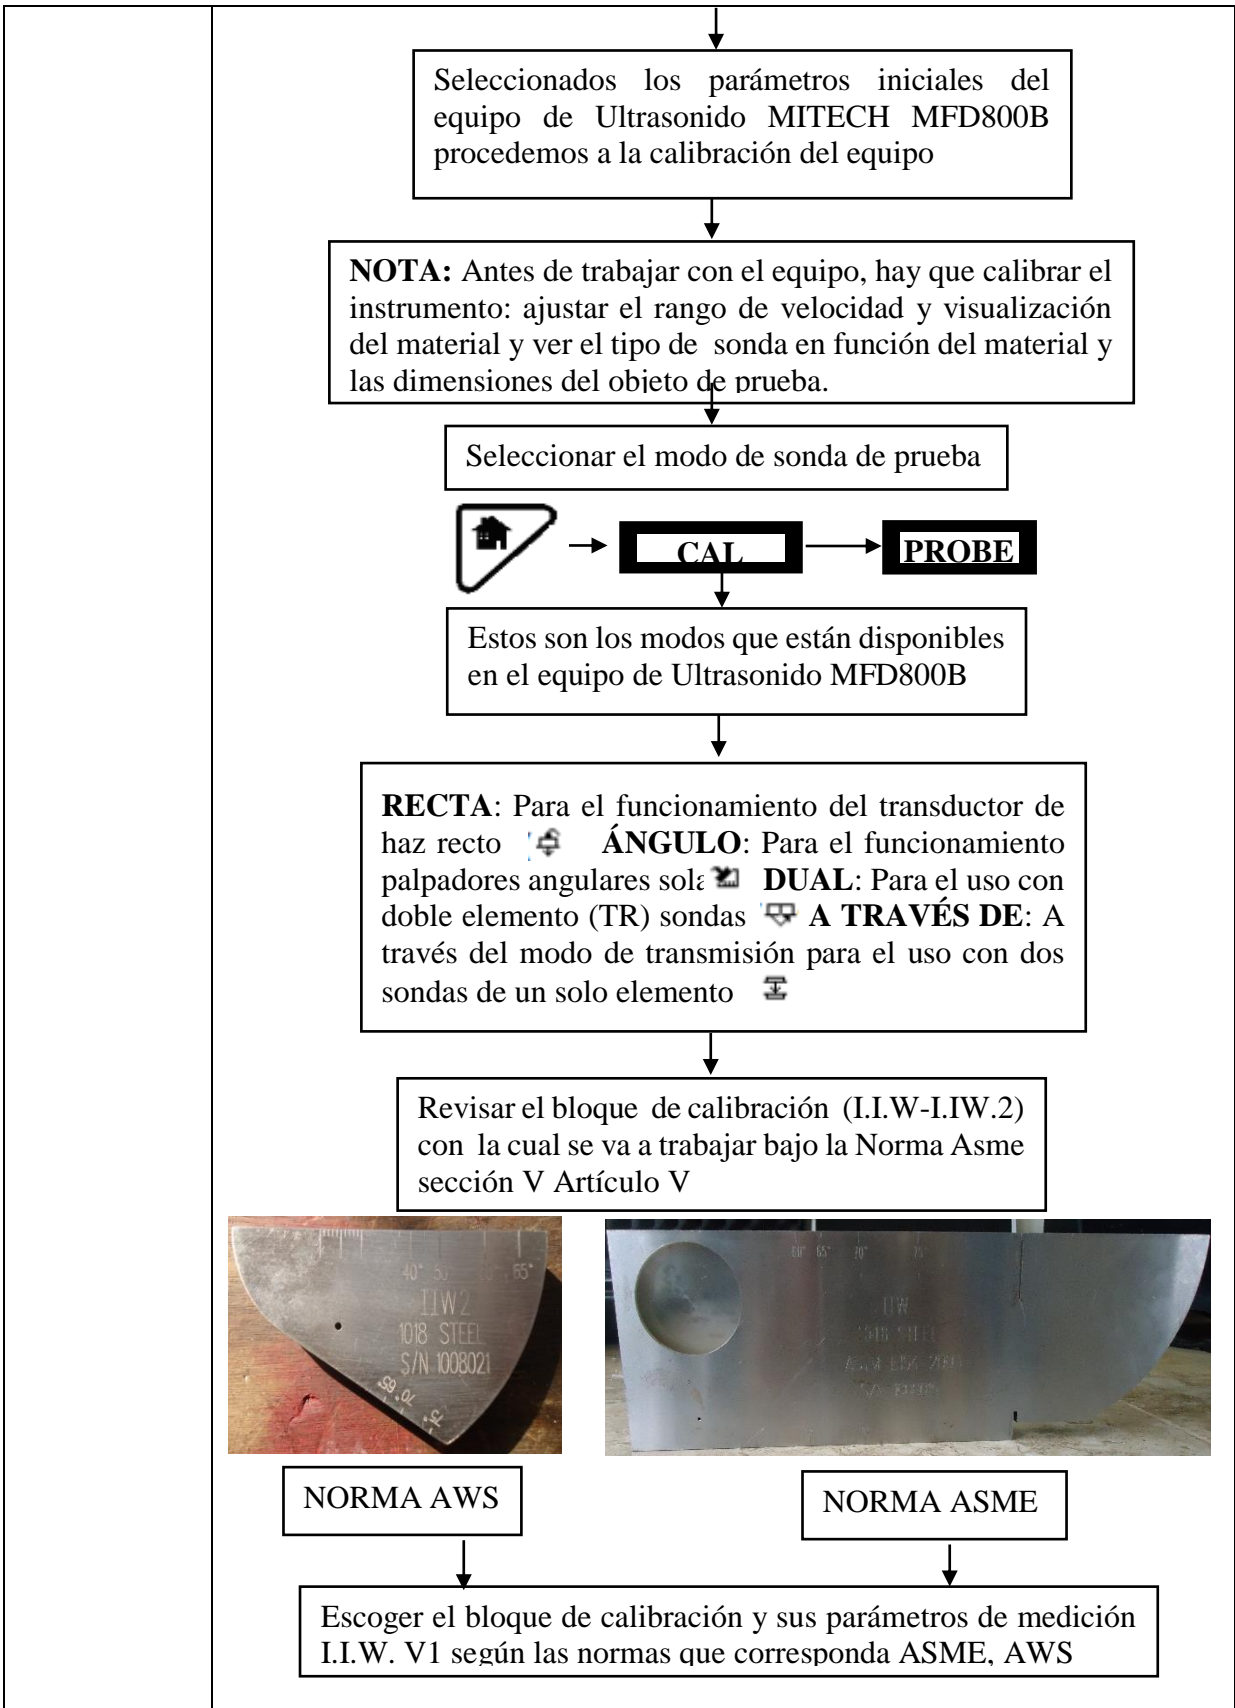 Seleccionados los parámetros iniciales del
equipo de Ultrasonido MITECH MFD800B
procedemos a la calibración del equipo
NOTA: Antes de trabajar con el equipo, hay que calibrar el
instrumento: ajustar el rango de velocidad y visualización
del material y ver el tipo de sonda en función del material y
las dimensiones del objeto de prueba.
Seleccionar el modo de sonda de prueba
CAL
PROBE
Estos son los modos que están disponibles
en el equipo de Ultrasonido MFD800B
RECTA: Para el funcionamiento del transductor de
haz recto ÁNGULO: Para el funcionamiento
palpadores angulares sola DUAL: Para el uso con
doble elemento (TR) sondas A TRAVÉS DE: A
través del modo de transmisión para el uso con dos
sondas de un solo elemento
Revisar el bloque de calibración (I.I.W-I.IW.2)
con la cual se va a trabajar bajo la Norma Asme
sección V Artículo V
40° 50 65°
IIW2
1018 STEEL
S/N 1008021
70° 65°
75°
60° 65° 70° 75°
IIW
1018 STEEL
NORMA AWS
NORMA ASME
Escoger el bloque de calibración y sus parámetros de medición
I.I.W. V1 según las normas que corresponda ASME, AWS